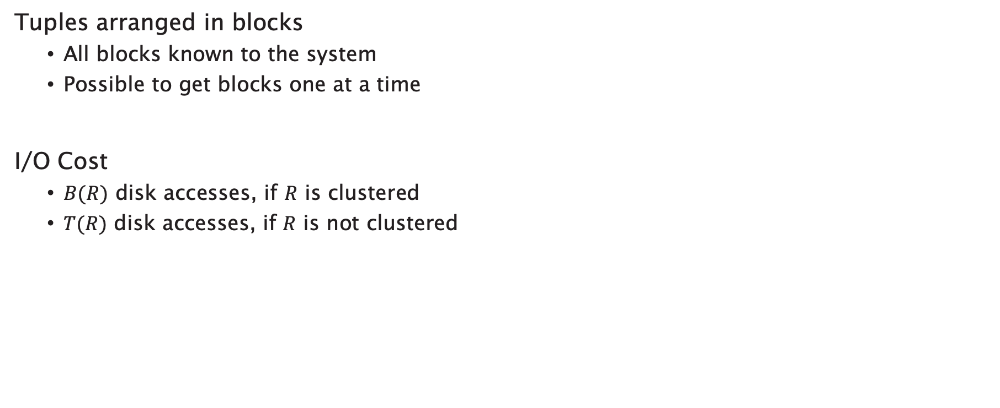 Tuples arranged in blocks
• All blocks known to the system
• Possible to get blocks one at a time
I/O Cost
• B(R) disk accesses, if R is clustered
• T(R) disk accesses, if R is not clustered